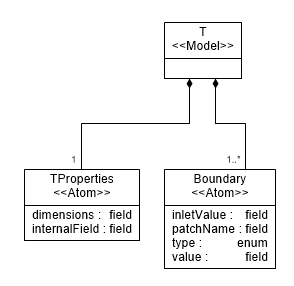 T
<<Model>>
1
1..*
TProperties
<<Atom>>
dimensions : field
internalField : field
Boundary
<<Atom>>
inletValue : field
patchName : field
type : enum
value : field